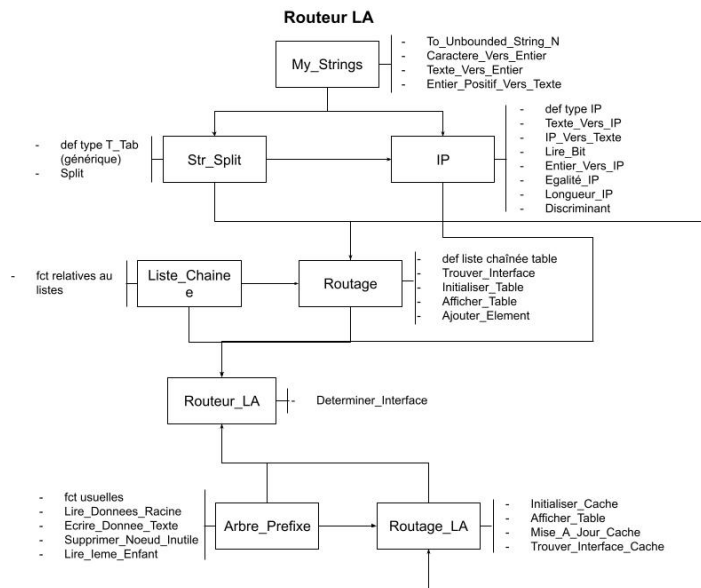 Routeur LA
My_Strings
- To_Unbounded_String_N
- Caractere_Vers_Entier
- Texte_Vers_Entier
- Entier_Positif_Vers_Texte
- def type T_Tab
(générique)
- Split
Str_Split
IP
- def type IP
- Texte_Vers_IP
- IP_Vers_Texte
- Lire_Bit
- Entier_Vers_IP
- Egalité_IP
- Longueur_IP
- Discriminant
- fct relatives au
listes
Liste_Chaine
e
Routage
- def liste chaînée table
- Trouver_Interface
- Initialiser_Table
- Afficher_Table
- Ajouter_Element
Routeur_LA
- Determiner_Interface
- fct usuelles
- Lire_Donnees_Racine
- Ecrire_Donnee_Texte
- Supprimer_Noeud_Inutile
- Lire_Ieme_Enfant
Arbre_Prefixe
Routage_LA
- Initialiser_Cache
- Afficher_Table
- Mise_A_Jour_Cache
- Trouver_Interface_Cache